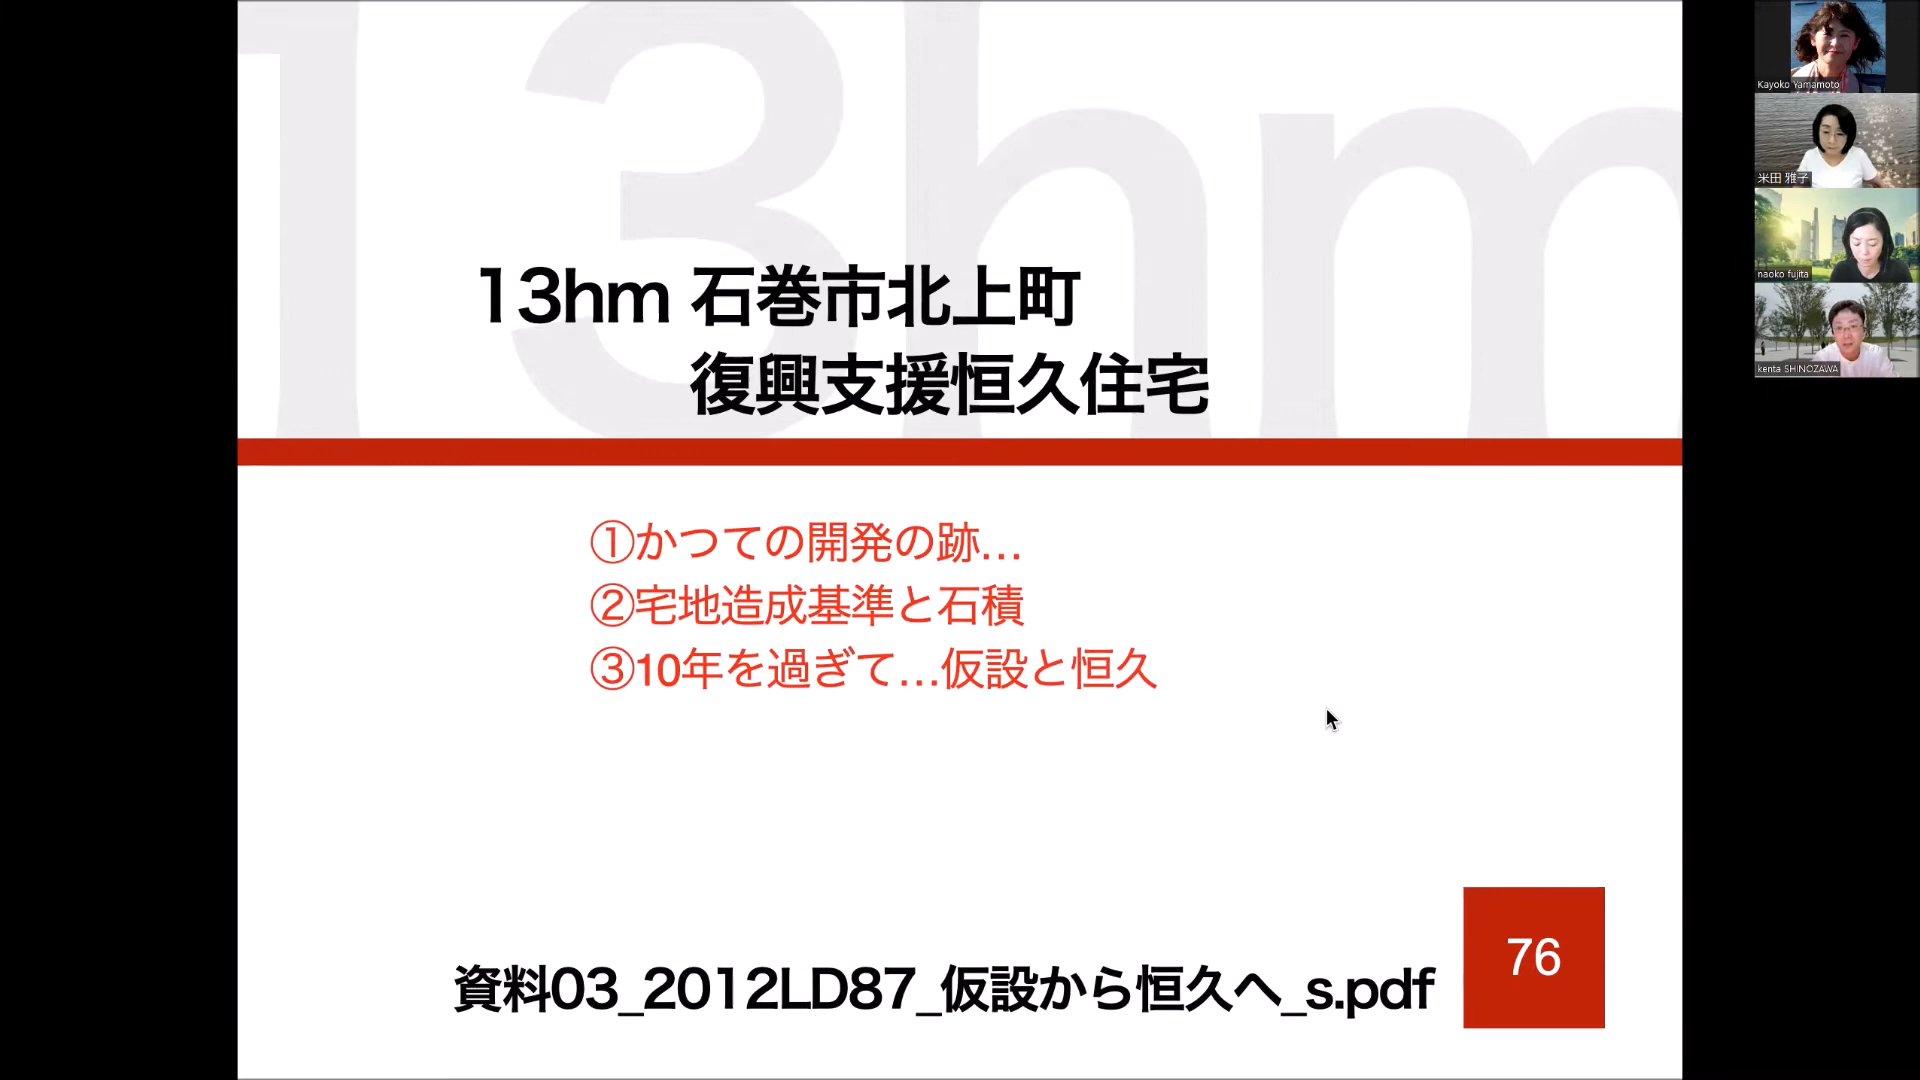 13hm
13hm 石巻市北上町
復興支援恒久住宅
①かつての開発の跡…
②宅地造成基準と石積
③10年を過ぎて…仮設と恒久
76
資料03_2012LD87_仮設から恒久へ_s.pdf
Kayoko Yamamoto
米田 雅子
naoko fujita
kenta SHINOZAWA